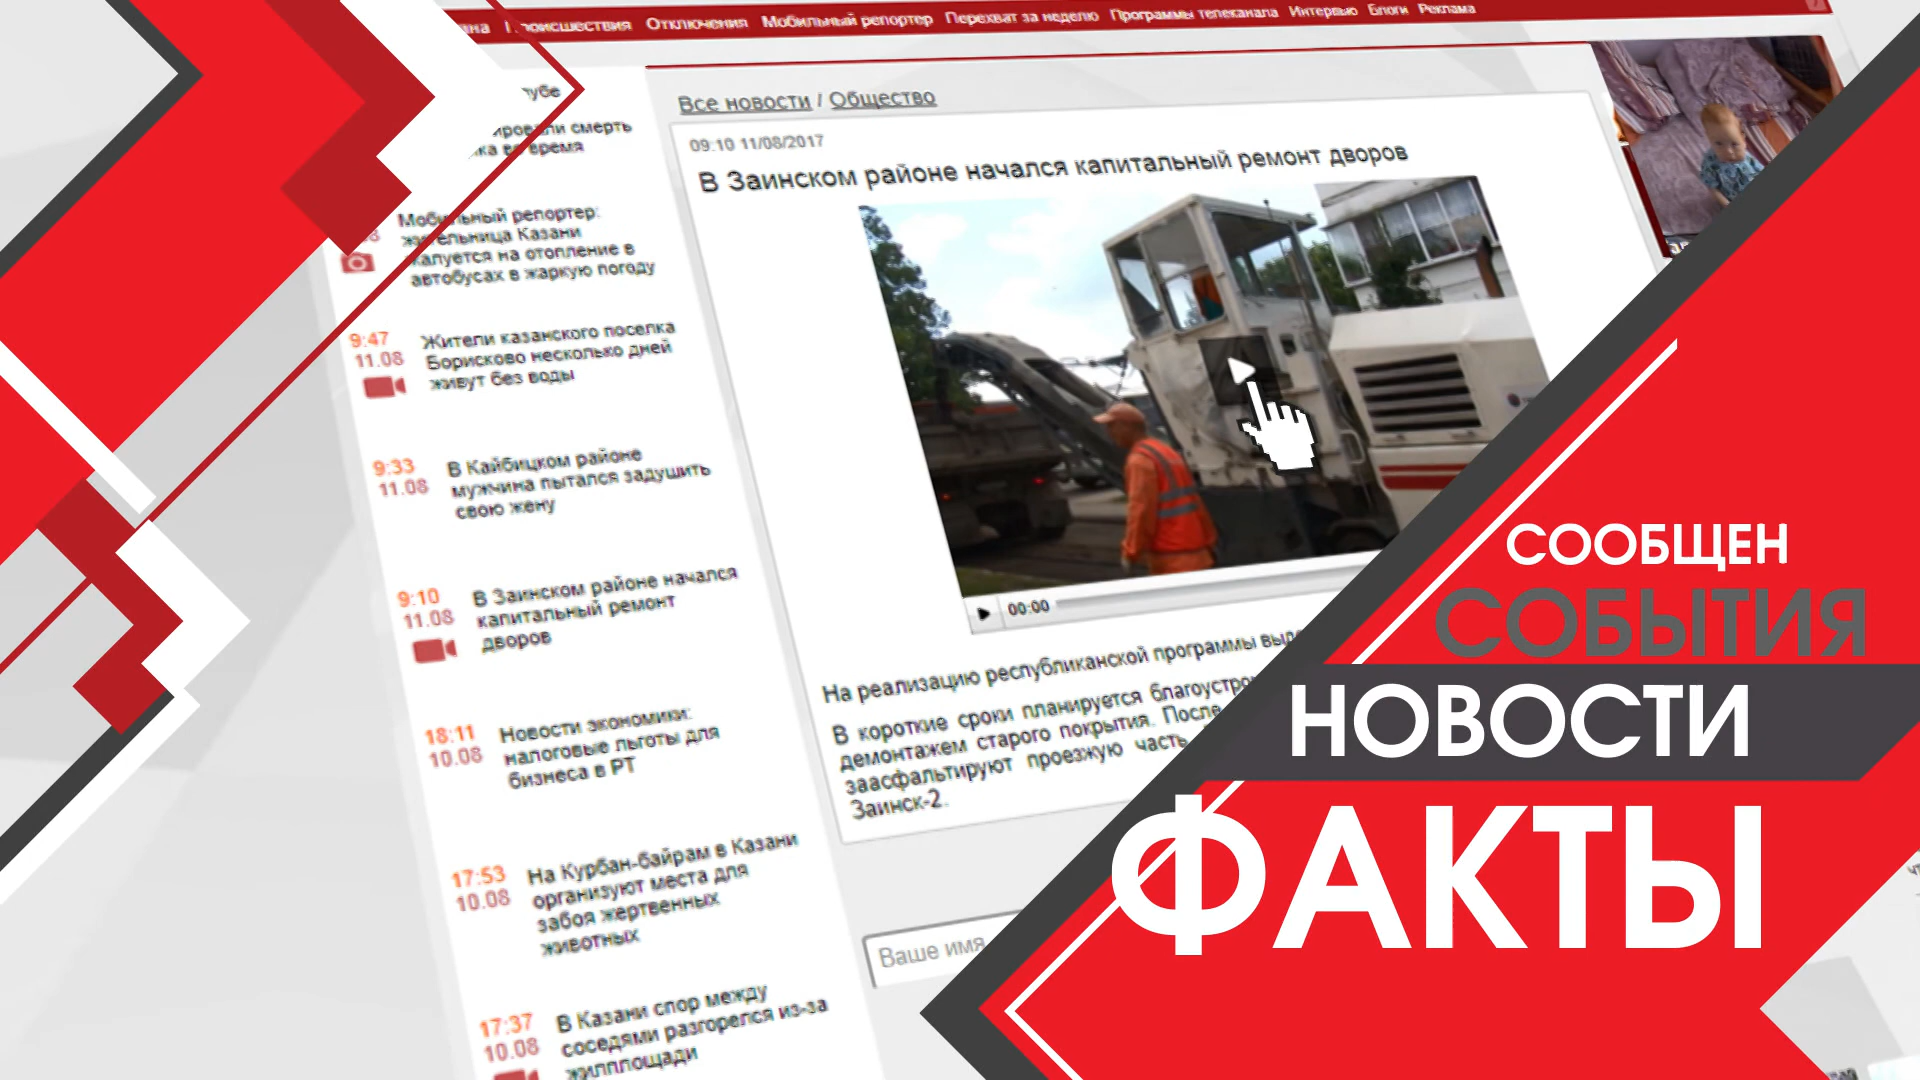 Происшествия Отключения Мобильный репортер Перехват за неделю Программы телеканала Интервью Блоги Реклама
Все новости / Общество
09:10 11/08/2017
В Заинском районе начался капитальный ремонт дворов
смерть
время
Мобильный репортер:
жительница Казани
жалуется на отопление в
автобусах в жаркую погоду
9:47
11.08
Жители казанского поселка
Борисково несколько дней
живут без воды
9:33
11.08
В Кайбицком районе
мужчина пытался задушить
свою жену
9:10
11.08
В Заинском районе начался
капитальный ремонт
дворов
18:11
10.08
Новости экономики:
налоговые льготы для
бизнеса в РТ
17:53
10.08
На Курбан-байрам в Казани
организуют места для
забоя жертвенных
животных
17:37
10.08
В Казани спор между
соседями разгорелся из-за
жилплощади
00:00
На реализацию республиканской программы выде
В короткие сроки планируется благоустро
демонтажем старого покрытия. После
заасфальтируют проезжую часть
Заинск-2.
Ваше имя
СООБЩЕН
СОБЫТИЯ
НОВОСТИ
ФАКТЫ